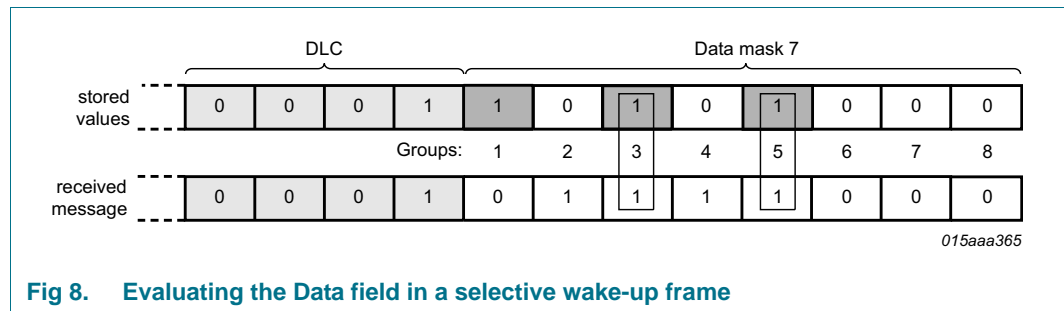 DLC Data mask 7
stored values 0 0 0 1 1 0 1 0 1 0 0 0
Groups: 1 2 3 4 5 6 7 8
received message 0 0 0 1 0 1 1 1 1 0 0 0
015aaa365
Fig 8. Evaluating the Data field in a selective wake-up frame